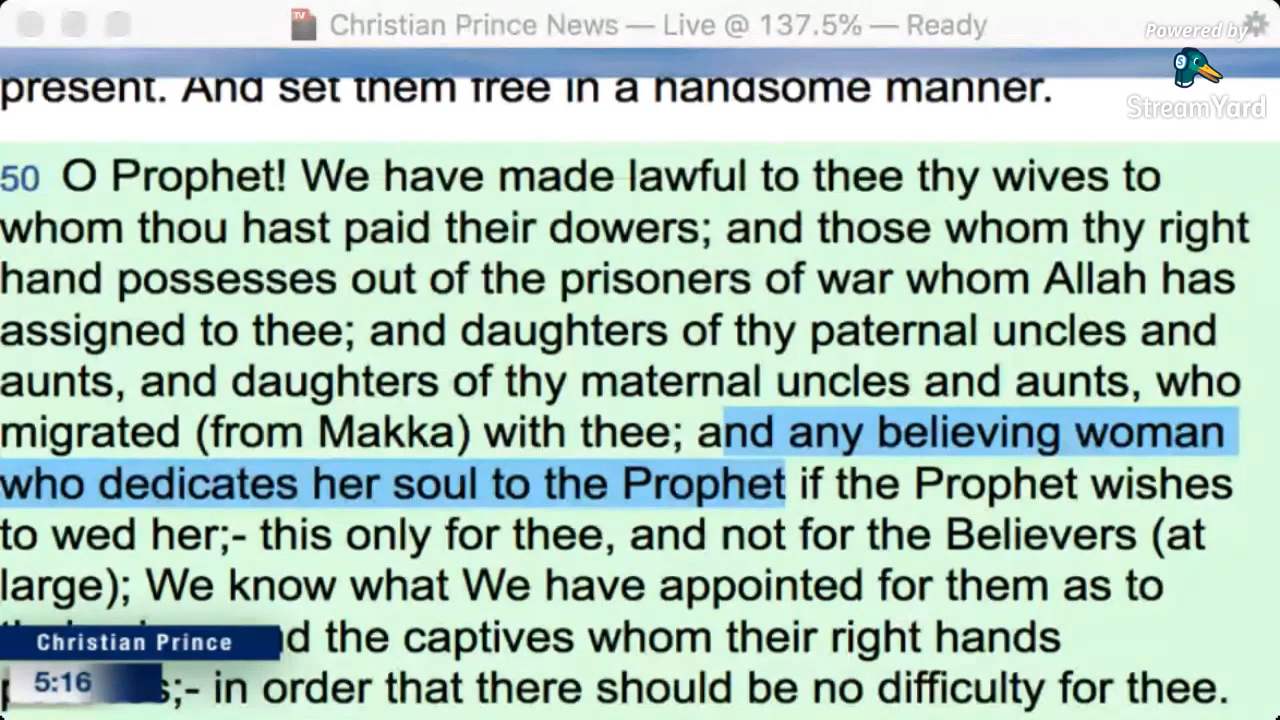 Christian Prince News — Live @ 137.5% — Ready
Powered by
StreamYard
present. And set them free in a handsome manner.
50 O Prophet! We have made lawful to thee thy wives to
whom thou hast paid their dowers; and those whom thy right
hand possesses out of the prisoners of war whom Allah has
assigned to thee; and daughters of thy paternal uncles and
aunts, and daughters of thy maternal uncles and aunts, who
migrated (from Makka) with thee; and any believing woman
who dedicates her soul to the Prophet if the Prophet wishes
to wed her;- this only for thee, and not for the Believers (at
large); We know what We have appointed for them as to
the captives whom their right hands
;- in order that there should be no difficulty for thee.
Christian Prince
5:16